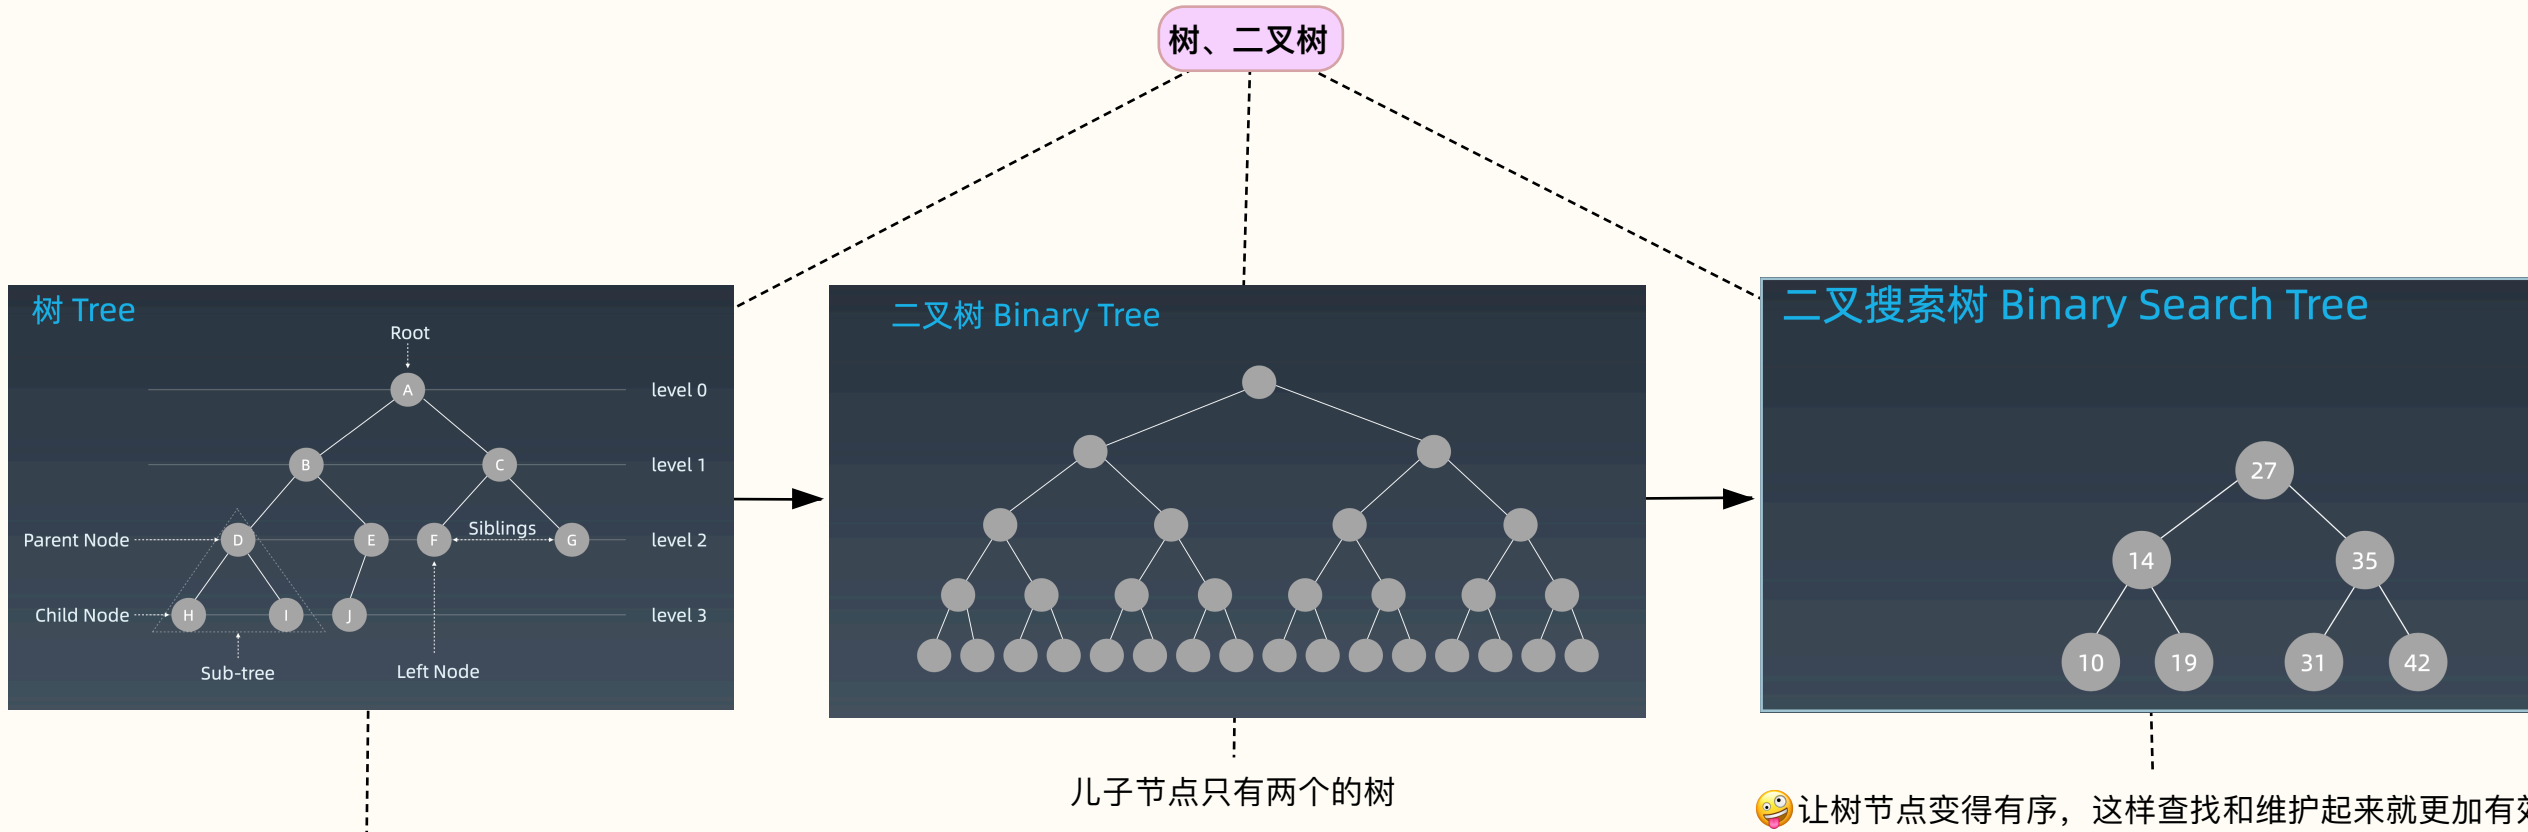 树、二叉树
树 Tree
Root
A
level 0
B
C
level 1
Parent Node
D
E
F
Siblings
G
level 2
Child Node
H
I
J
level 3
Sub-tree
Left Node
二叉树 Binary Tree
儿子节点只有两个的树
二叉搜索树 Binary Search Tree
27
14
35
10
19
31
42
🤪让树节点变得有序，这样查找和维护起来就更加有